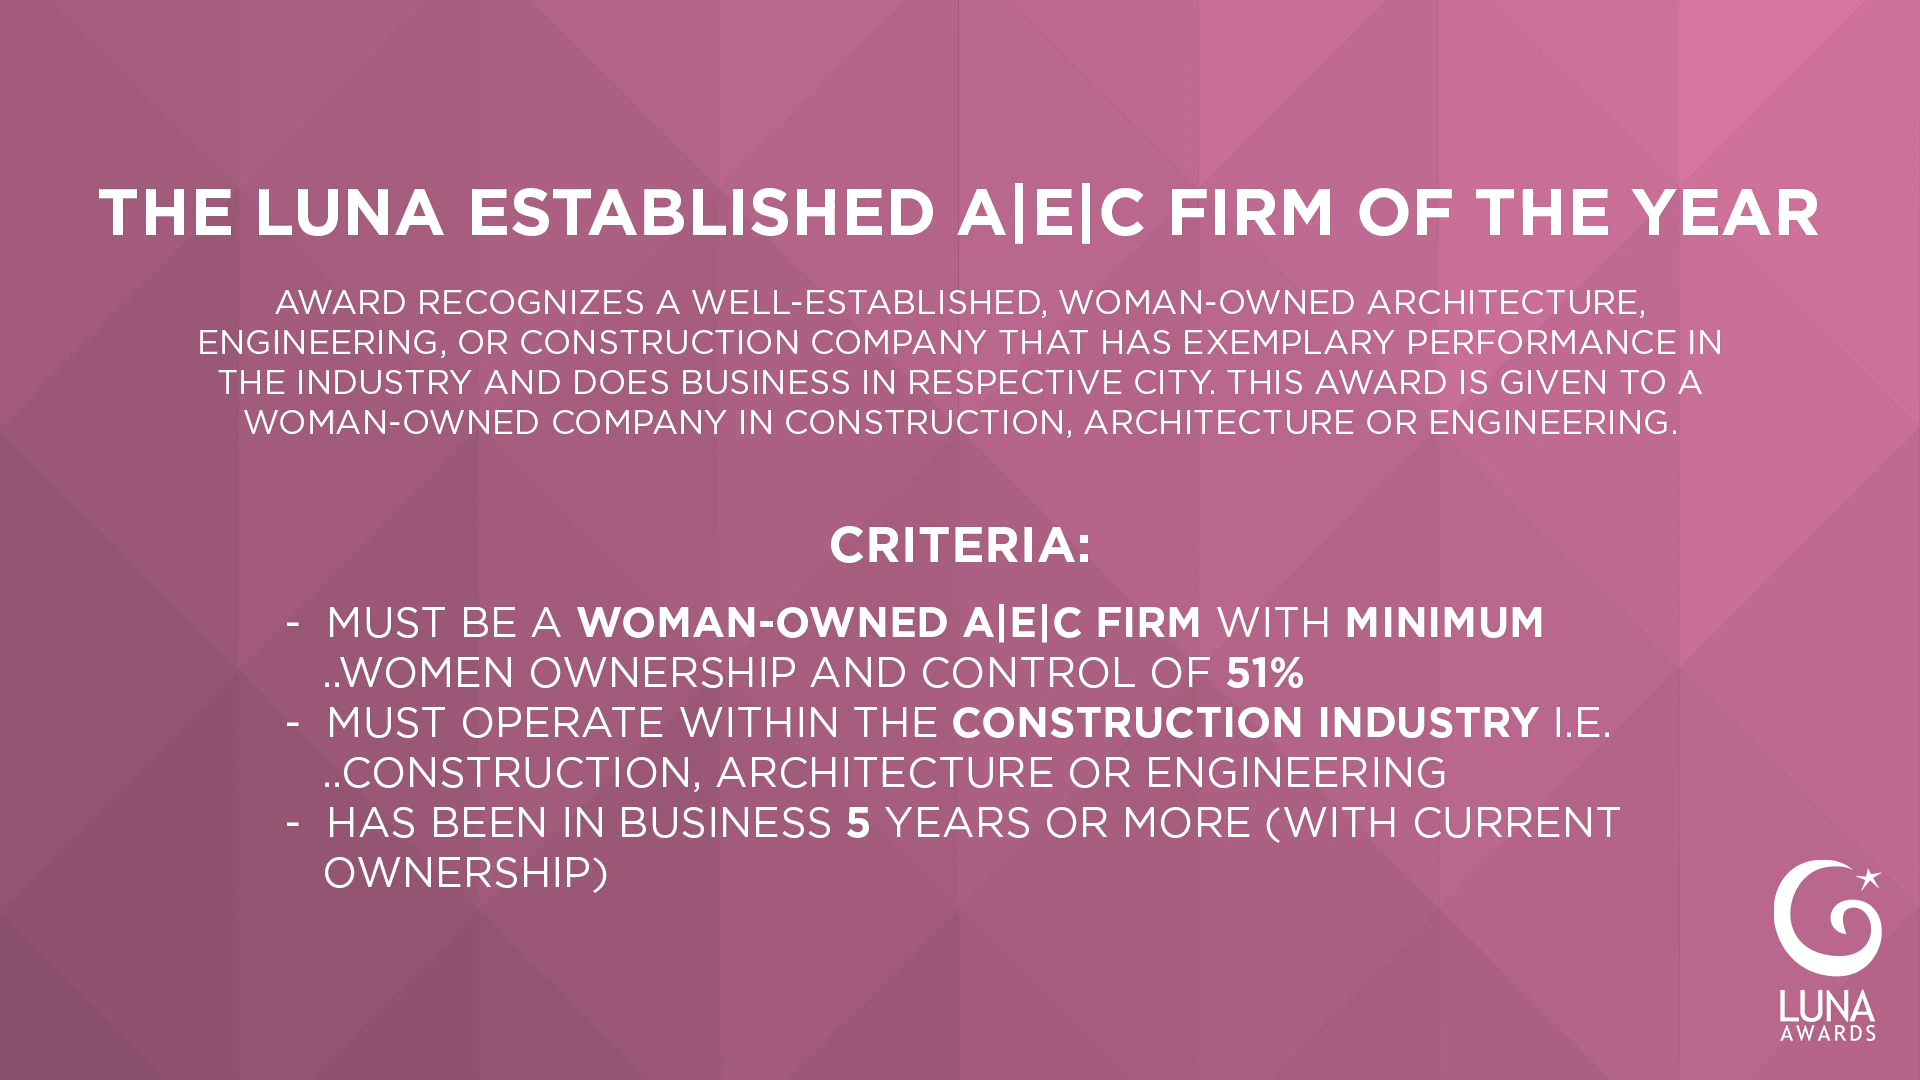 THE LUNA ESTABLISHED A|E|C FIRM OF THE YEAR
AWARD RECOGNIZES A WELL-ESTABLISHED, WOMAN-OWNED ARCHITECTURE,
ENGINEERING, OR CONSTRUCTION COMPANY THAT HAS EXEMPLARY PERFORMANCE IN
THE INDUSTRY AND DOES BUSINESS IN RESPECTIVE CITY. THIS AWARD IS GIVEN TO A
WOMAN-OWNED COMPANY IN CONSTRUCTION, ARCHITECTURE OR ENGINEERING.
CRITERIA:
- MUST BE A WOMAN-OWNED A|E|C FIRM WITH MINIMUM
..WOMEN OWNERSHIP AND CONTROL OF 51%
- MUST OPERATE WITHIN THE CONSTRUCTION INDUSTRY I.E.
..CONSTRUCTION, ARCHITECTURE OR ENGINEERING
- HAS BEEN IN BUSINESS 5 YEARS OR MORE (WITH CURRENT
OWNERSHIP)
LUNA
AWARDS